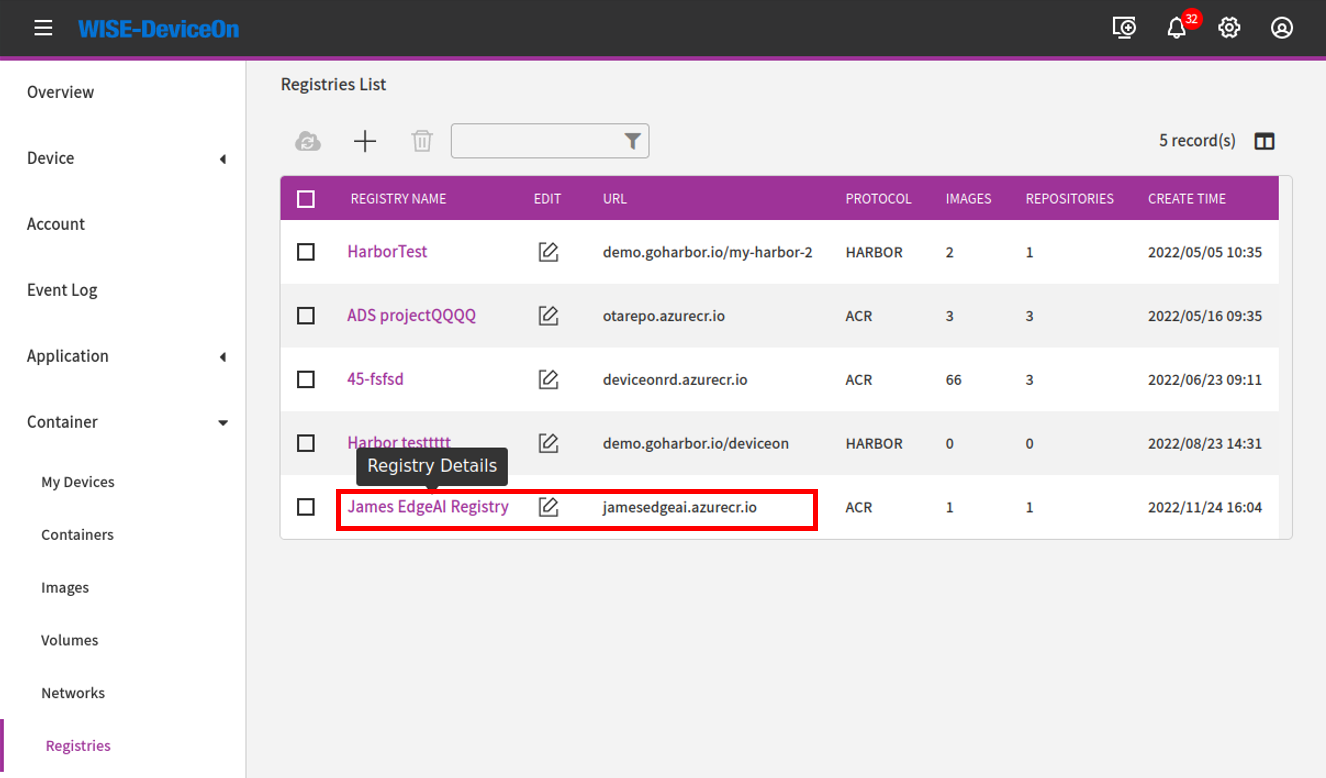 WISE-DeviceOn
32
Overview
Device
Account
Event Log
Application
Container
My Devices
Containers
Images
Volumes
Networks
Registries
Registries List
5 record(s)
REGISTRY NAME EDIT URL PROTOCOL IMAGES REPOSITORIES CREATE TIME
HarborTest demo.goharbor.io/my-harbor-2 HARBOR 2 1 2022/05/05 10:35
ADS projectQQQQ otarepo.azurecr.io ACR 3 3 2022/05/16 09:35
45-fsfsd deviceonrd.azurecr.io ACR 66 3 2022/06/23 09:11
Harbor testtttt demo.goharbor.io/deviceon HARBOR 0 0 2022/08/23 14:31
Registry Details
James EdgeAI Registry jamesedgeai.azurecr.io ACR 1 1 2022/11/24 16:04